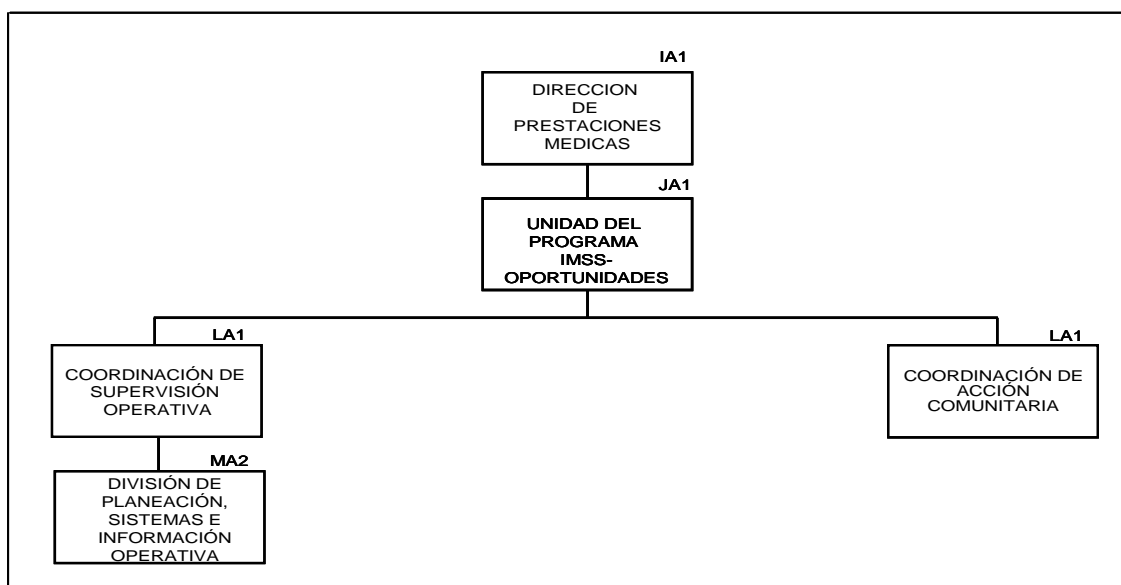 IA1
DIRECCION
DE
PRESTACIONES
MEDICAS
JA1
UNIDAD DEL
PROGRAMA
IMSS-
OPORTUNIDADES
LA1
COORDINACIÓN DE
SUPERVISIÓN
OPERATIVA
LA1
COORDINACIÓN DE
ACCIÓN
COMUNITARIA
MA2
DIVISIÓN DE
PLANEACIÓN,
SISTEMAS E
INFORMACIÓN
OPERATIVA